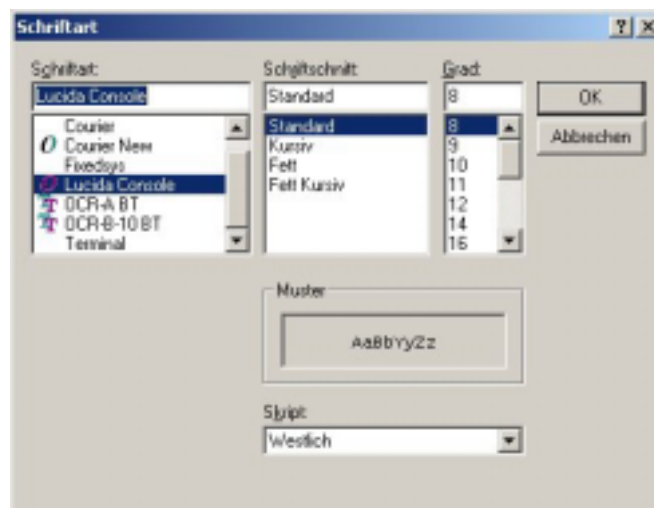 Schriftart
Schriftart:
Lucida Console
Courier
Courier New
Fixedsys
Lucida Console
OCR-A BT
OCR-B-10 BT
Terminal
Schriftschnitt:
Standard
Standard
Kursiv
Fett
Fett Kursiv
Grad:
8
8
9
10
11
12
14
16
OK
Abbrechen
Muster
AaBbYyZz
Skript:
Westlich